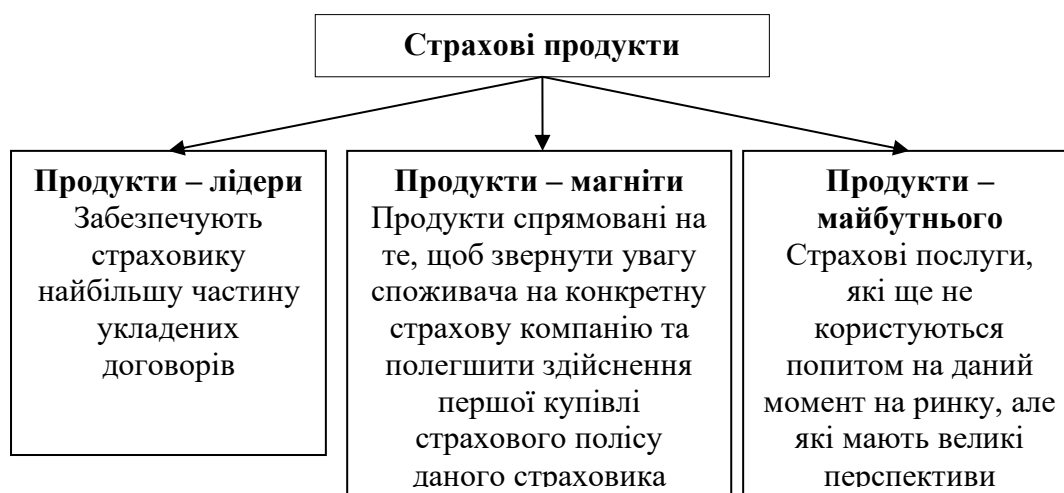 Страхові продукти
Продукти – лідери
Забезпечують
страховику
найбільшу частину
укладених
договорів
Продукти – магніти
Продукти спрямовані на
те, щоб звернути увагу
споживача на конкретну
страхову компанію та
полегшити здійснення
першої купівлі
страхового полісу
даного страховика
Продукти –
майбутнього
Страхові послуги,
які ще не
користуються
попитом на даний
момент на ринку, але
які мають великі
перспективи